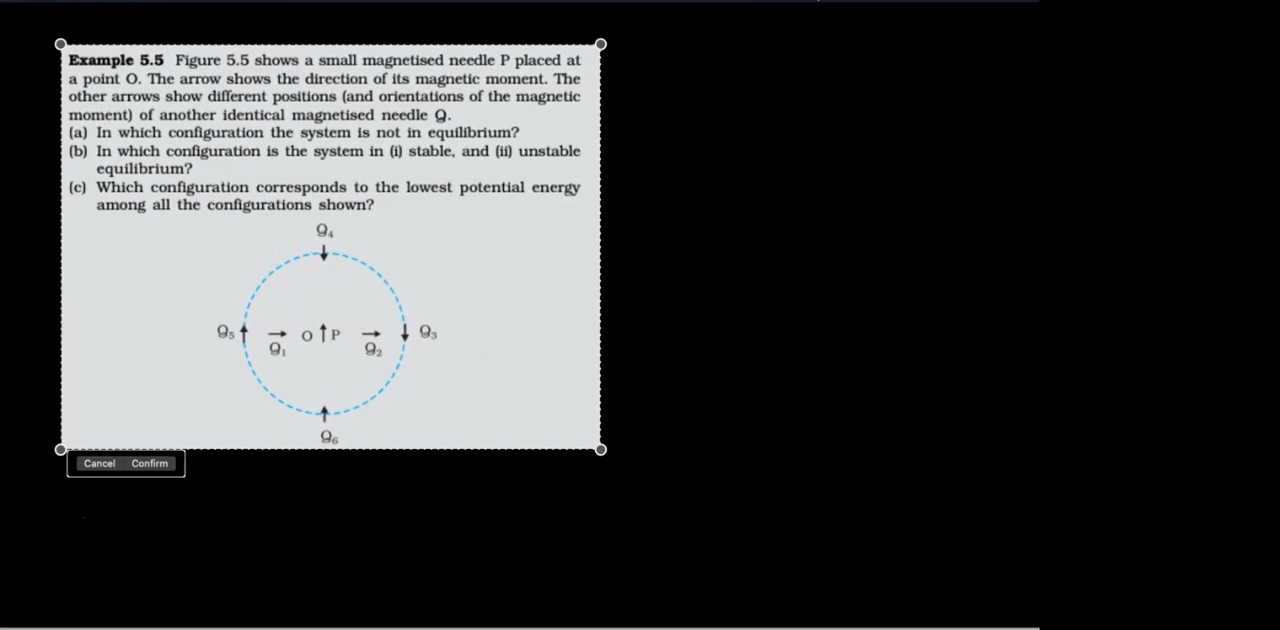 Example 5.5 Figure 5.5 shows a small magnetised needle P placed at
a point O. The arrow shows the direction of its magnetic moment. The
other arrows show different positions (and orientations of the magnetic
moment) of another identical magnetised needle Q.
(a) In which configuration the system is not in equilibrium?
(b) In which configuration is the system in (i) stable, and (ii) unstable
equilibrium?
(c) Which configuration corresponds to the lowest potential energy
among all the configurations shown?
Q₄
Q₅ O P Q₃
Q₁ Q₂
Q₆
Cancel Confirm